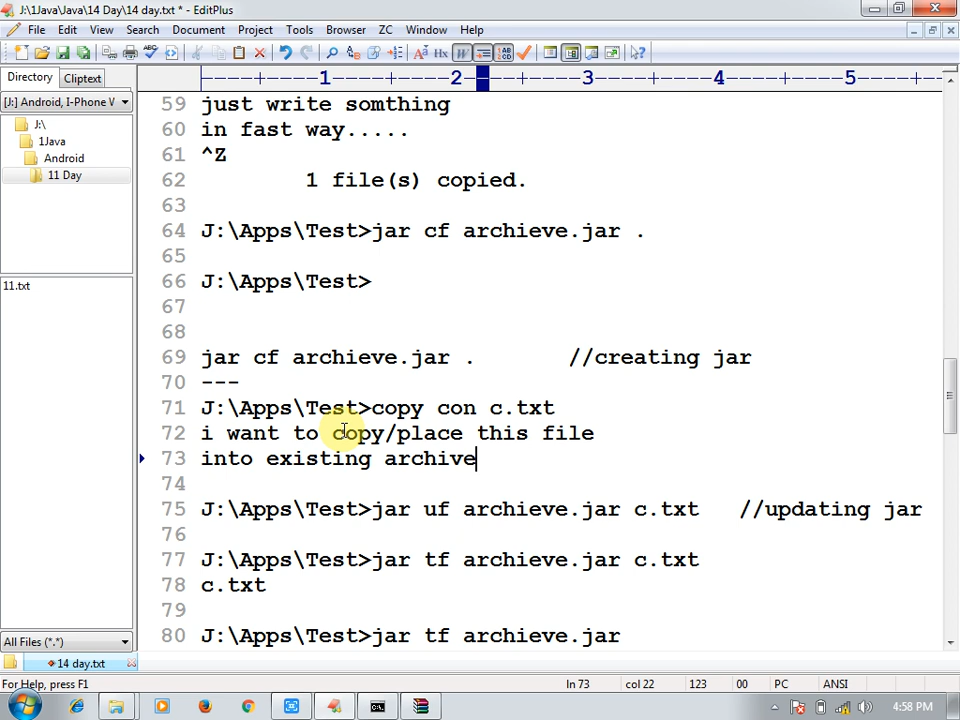 J:\1Java\Java\14 Day\14 day.txt * - EditPlus
File Edit View Search Document Project Tools Browser ZC Window Help
Directory Cliptext
----+----1----+----2----+----3----+----4----+----5----+--
[J:] Android, I-Phone V
J:\
1Java
Android
11 Day
11.txt
59 just write somthing
60 in fast way.....
61 ^Z
62 1 file(s) copied.
63
64 J:\Apps\Test>jar cf archieve.jar .
65
66 J:\Apps\Test>
67
68
69 jar cf archieve.jar . //creating jar
70 ---
71 J:\Apps\Test>copy con c.txt
72 i want to copy/place this file
73 into existing archive
74
75 J:\Apps\Test>jar uf archieve.jar c.txt //updating jar
76
77 J:\Apps\Test>jar tf archieve.jar c.txt
78 c.txt
79
80 J:\Apps\Test>jar tf archieve.jar
All Files (*.*)
14 day.txt
For Help, press F1 ln 73 col 22 123 00 PC ANSI
4:58 PM